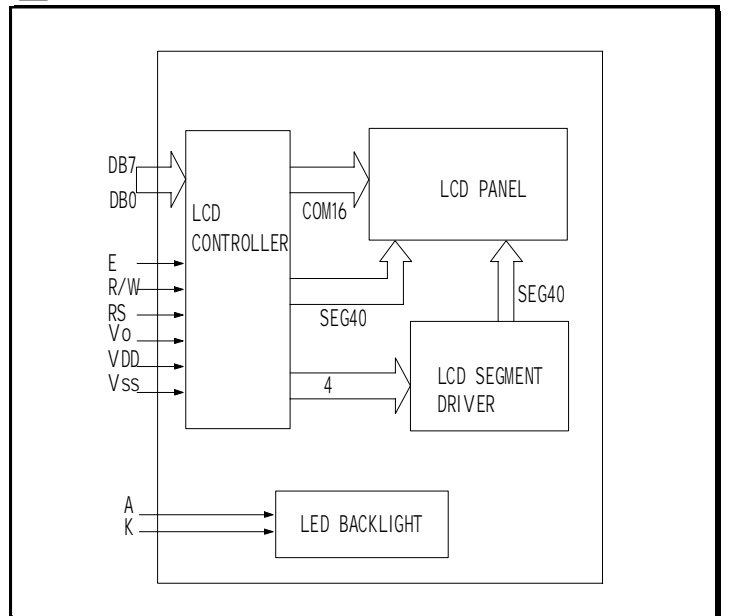 DB7
DB0
E
R/W
RS
Vo
VDD
Vss
A
K
LCD
CONTROLLER
COM16
SEG40
4
LCD PANEL
SEG40
LCD SEGMENT
DRIVER
LED BACKLIGHT